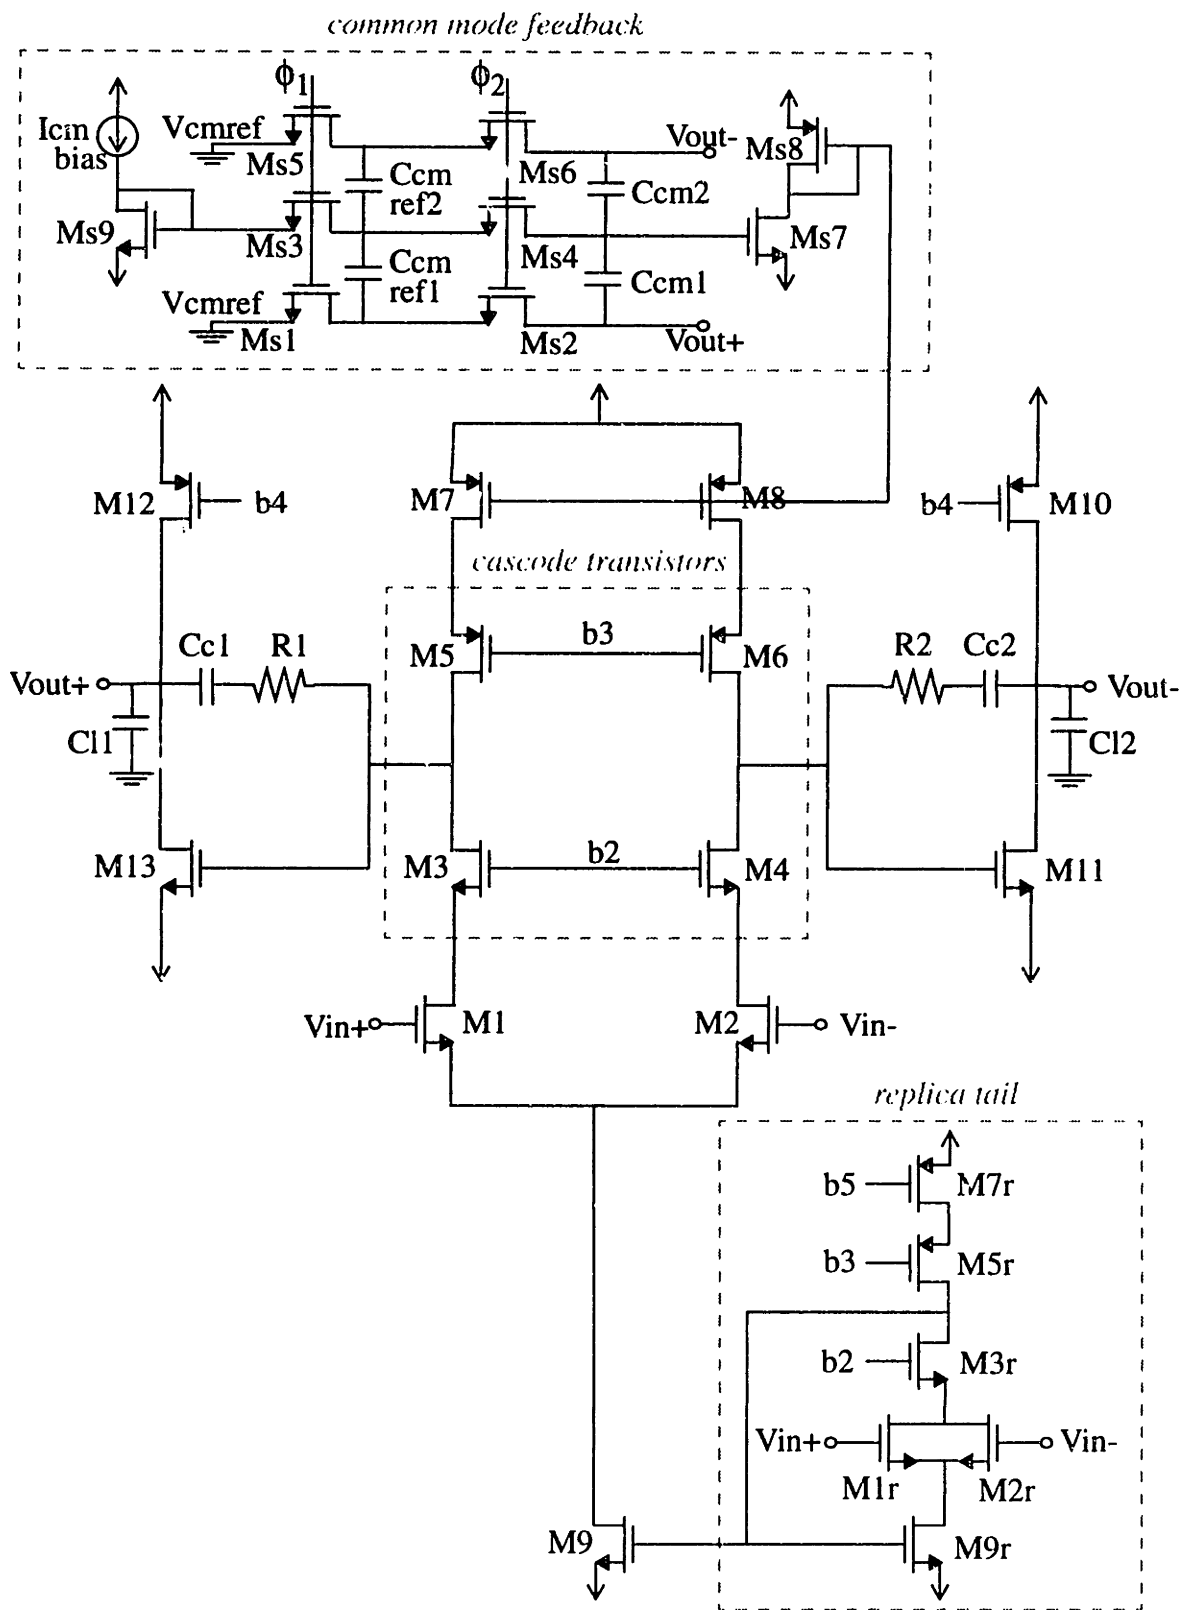 common mode feedback
ϕ1
ϕ2
Icm
bias
Vcmref
Ms5
Ccm
ref2
Ms6
Vout-
Ccm2
Ms8
Ms9
Ms3
Ccm
ref1
Ms4
Ccm1
Ms7
Vcmref
Ms1
Ms2
Vout+
M12
b4
M7
M8
b4
M10
cascode transistors
Cc1
R1
M5
b3
M6
R2
Cc2
Vout+
Vout-
Cl1
Cl2
M13
M3
b2
M4
M11
Vin+
M1
M2
Vin-
replica tail
b5
M7r
b3
M5r
b2
M3r
Vin+
Vin-
M1r
M2r
M9
M9r